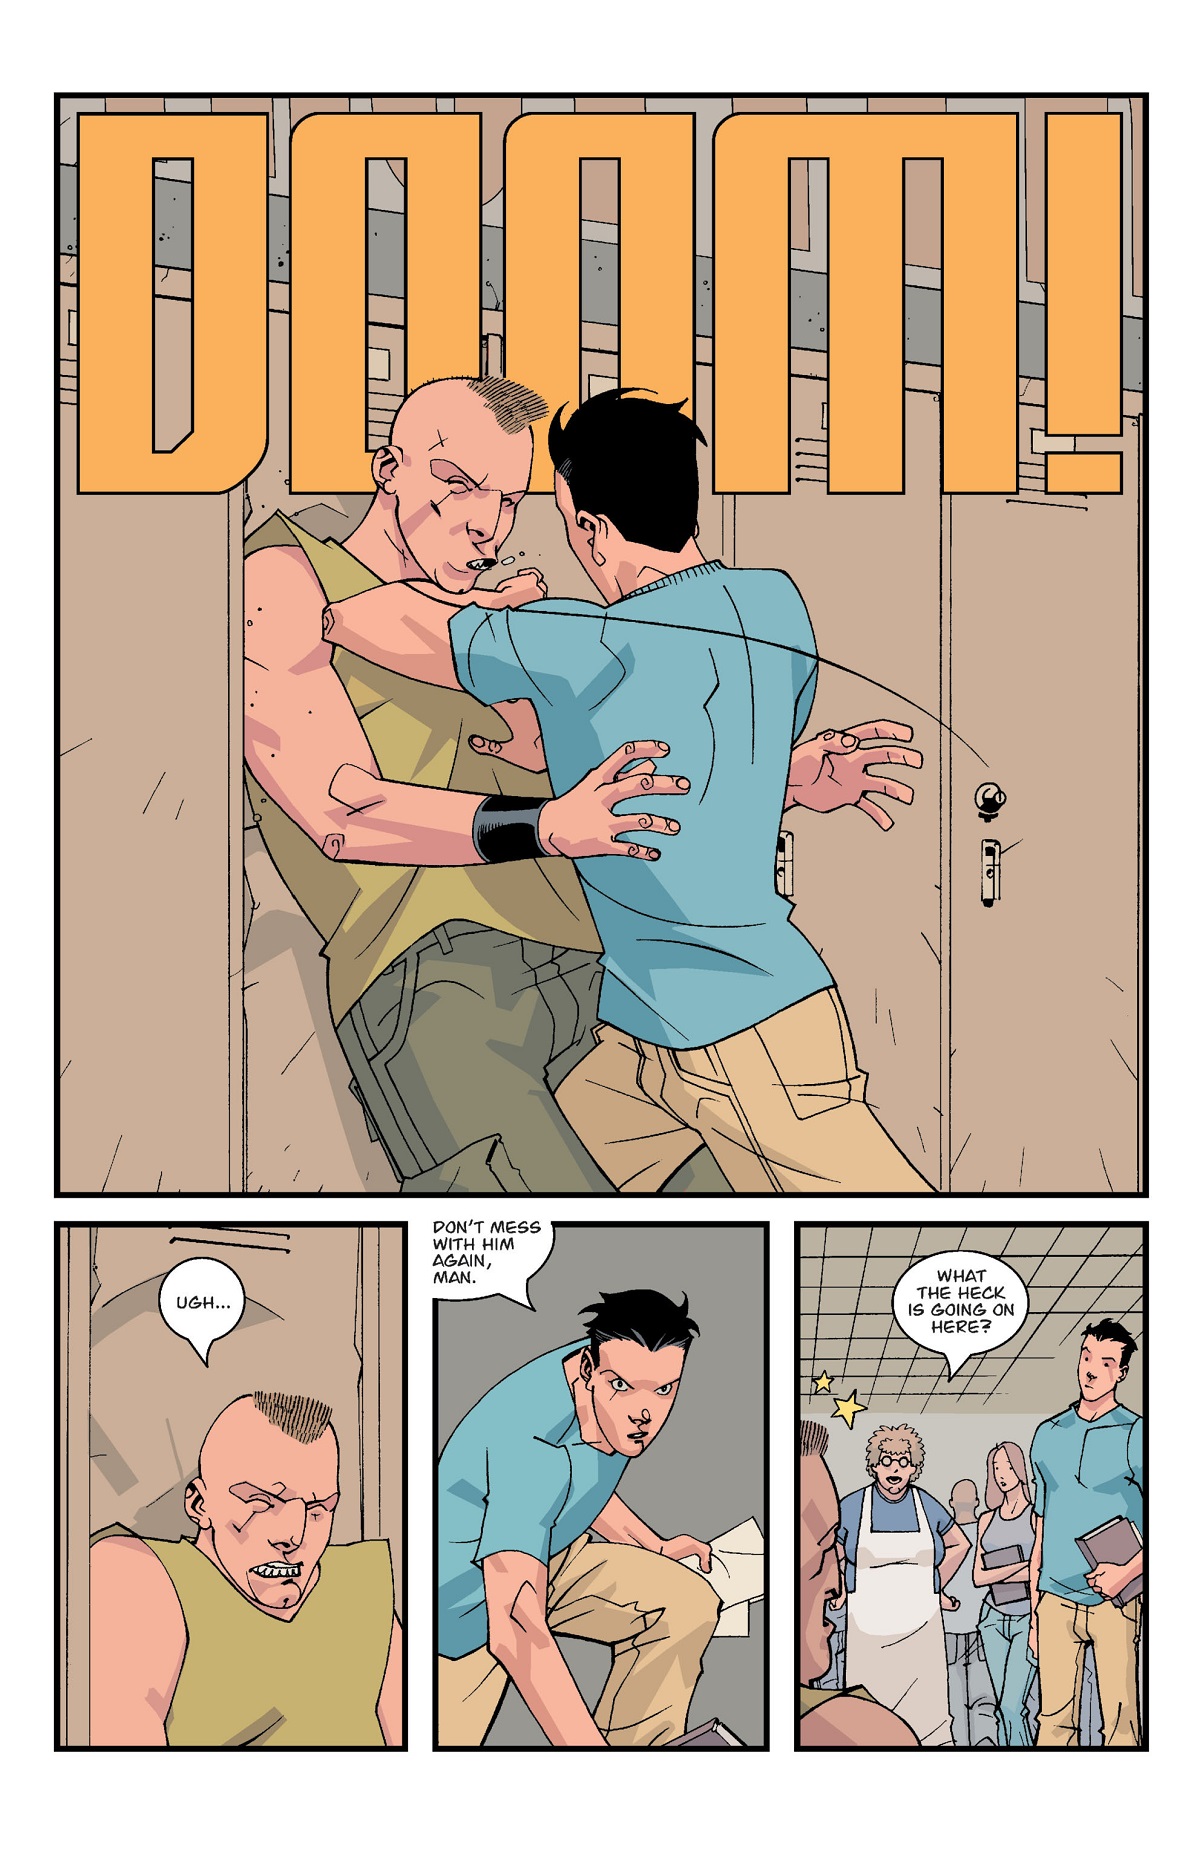 DOOM!
UGH...
DON'T MESS
WITH HIM
AGAIN,
MAN.
WHAT
THE HECK
IS GOING ON
HERE?